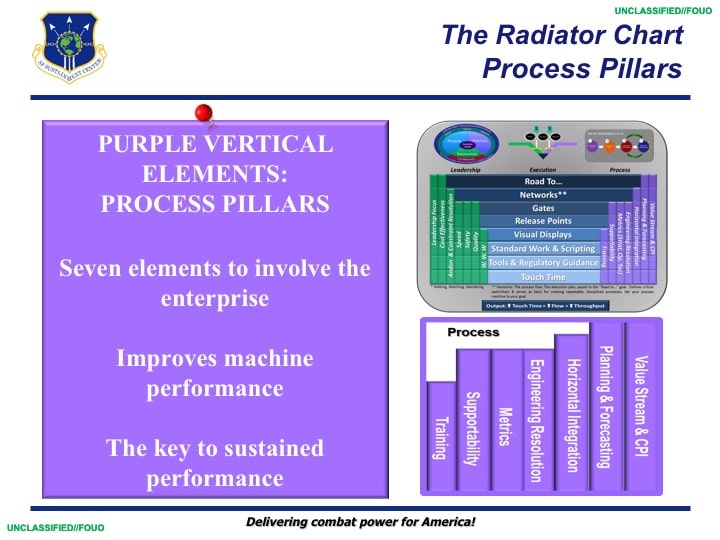 UNCLASSIFIED//FOUO
The Radiator Chart
Process Pillars
AF SUSTAINMENT CENTER
PURPLE VERTICAL
ELEMENTS:
PROCESS PILLARS
Seven elements to involve the
enterprise
Improves machine
performance
The key to sustained
performance
Leadership
Execution
Process
Road To…
Networks**
Gates
Release Points
Visual Displays
Standard Work & Scripting
Tools & Regulatory Guidance
Touch Time
Leadership Focus
Cost Effectiveness
Andon & Constraint Resolution
Speed
Safety
Quality
W, W, W
Training
Supportability
Engineering Resolution
Horizontal Integration
Planning & Forecasting
Value Stream & CPI
* Walking, Watching, Wandering
Output: ⬆ Touch Time = ⬆ Flow = ⬆ Throughput
Process
Training
Supportability
Metrics
Engineering Resolution
Horizontal Integration
Planning & Forecasting
Value Stream & CPI
Delivering combat power for America!
UNCLASSIFIED//FOUO